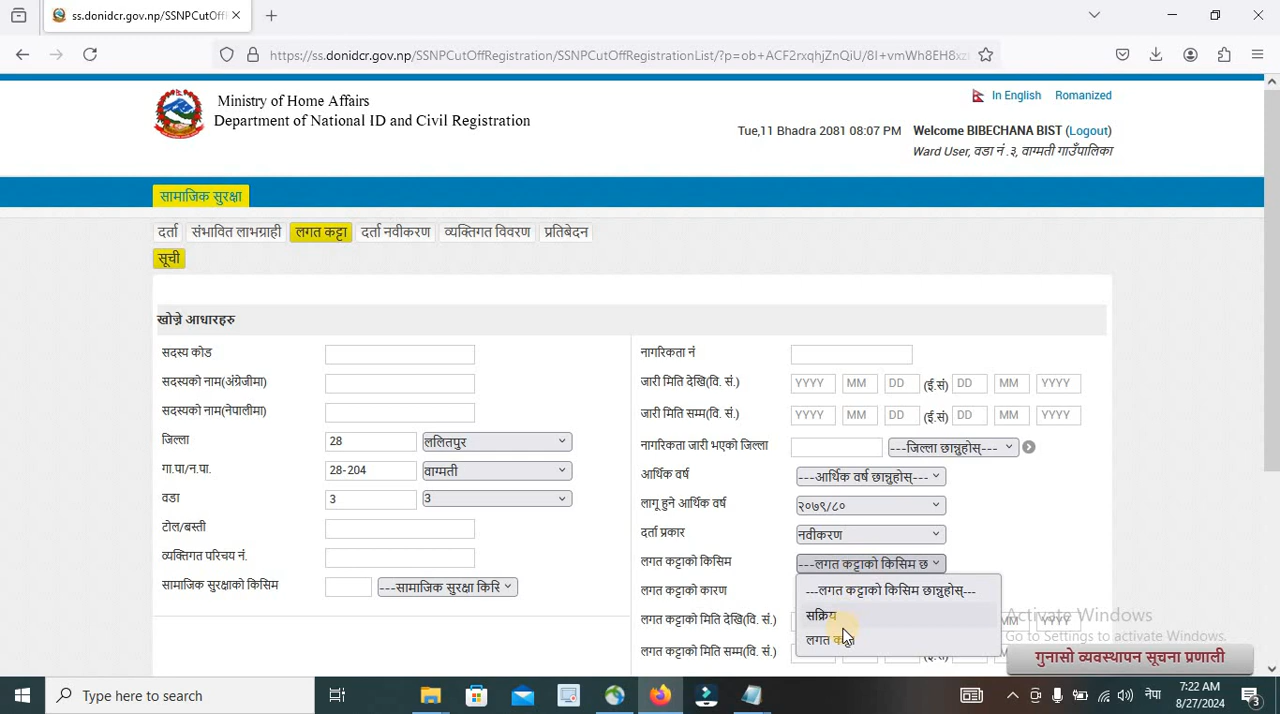 ss.donidcr.gov.np/SSNPCutOffI
https://ss.donidcr.gov.np/SSNPCutOffRegistration/SSNPCutOffRegistrationList/?p=ob+ACF2rxqhjZnQiU/8I+vmWh8EH8xz
Ministry of Home Affairs
Department of National ID and Civil Registration
In English Romanized
Tue,11 Bhadra 2081 08:07 PM Welcome BIBECHANA BIST (Logout)
Ward User, वडा नं .३, वाग्मती गाउँपालिका
सामाजिक सुरक्षा
दर्ता संभावित लाभग्राही लगत कट्टा दर्ता नवीकरण व्यक्तिगत विवरण प्रतिबेदन
सूची
खोज्ने आधारहरु
सदस्य कोड
सदस्यको नाम(अंग्रेजीमा)
सदस्यको नाम(नेपालीमा)
जिल्ला 28 ललितपुर
गा.पा/न.पा. 28-204 वाग्मती
वडा 3 3
टोल/बस्ती
व्यक्तिगत परिचय नं.
सामाजिक सुरक्षाको किसिम ---सामाजिक सुरक्षा किसि
नागरिकता नं
जारी मिति देखि(वि. सं.) YYYY MM DD (ई.सं) DD MM YYYY
जारी मिति सम्म(वि. सं.) YYYY MM DD (ई.सं) DD MM YYYY
नागरिकता जारी भएको जिल्ला ---जिल्ला छान्नुहोस्---
आर्थिक वर्ष ---आर्थिक वर्ष छान्नुहोस्---
लागू हुने आर्थिक वर्ष २०७९/८०
दर्ता प्रकार नवीकरण
लगत कट्टाको किसिम ---लगत कट्टाको किसिम छ
---लगत कट्टाको किसिम छान्नुहोस्---
सक्रिय
लगत कट्टा
लगत कट्टाको कारण
लगत कट्टाको मिति देखि(वि. सं.) MM YYYY
लगत कट्टाको मिति सम्म(वि. सं.)
Activate Windows
Go to Settings to activate Windows.
गुनासो व्यवस्थापन सूचना प्रणाली
Type here to search
नेपा
7:22 AM
8/27/2024
3